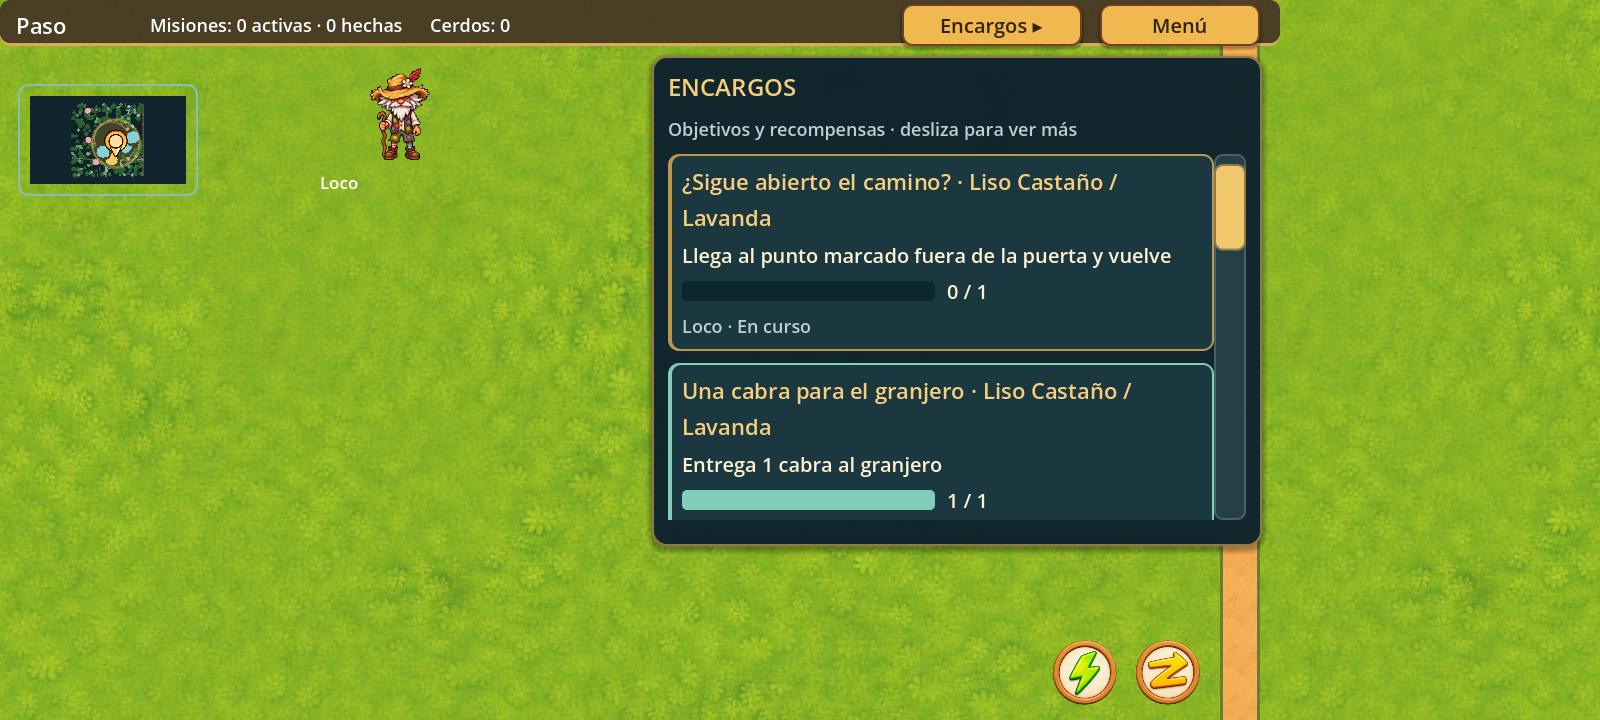 Paso
Misiones: 0 activas · 0 hechas
Cerdos: 0
Encargos ▸
Menú
Loco
ENCARGOS
Objetivos y recompensas · desliza para ver más
¿Sigue abierto el camino? · Liso Castaño /
Lavanda
Llega al punto marcado fuera de la puerta y vuelve
0 / 1
Loco · En curso
Una cabra para el granjero · Liso Castaño /
Lavanda
Entrega 1 cabra al granjero
1 / 1